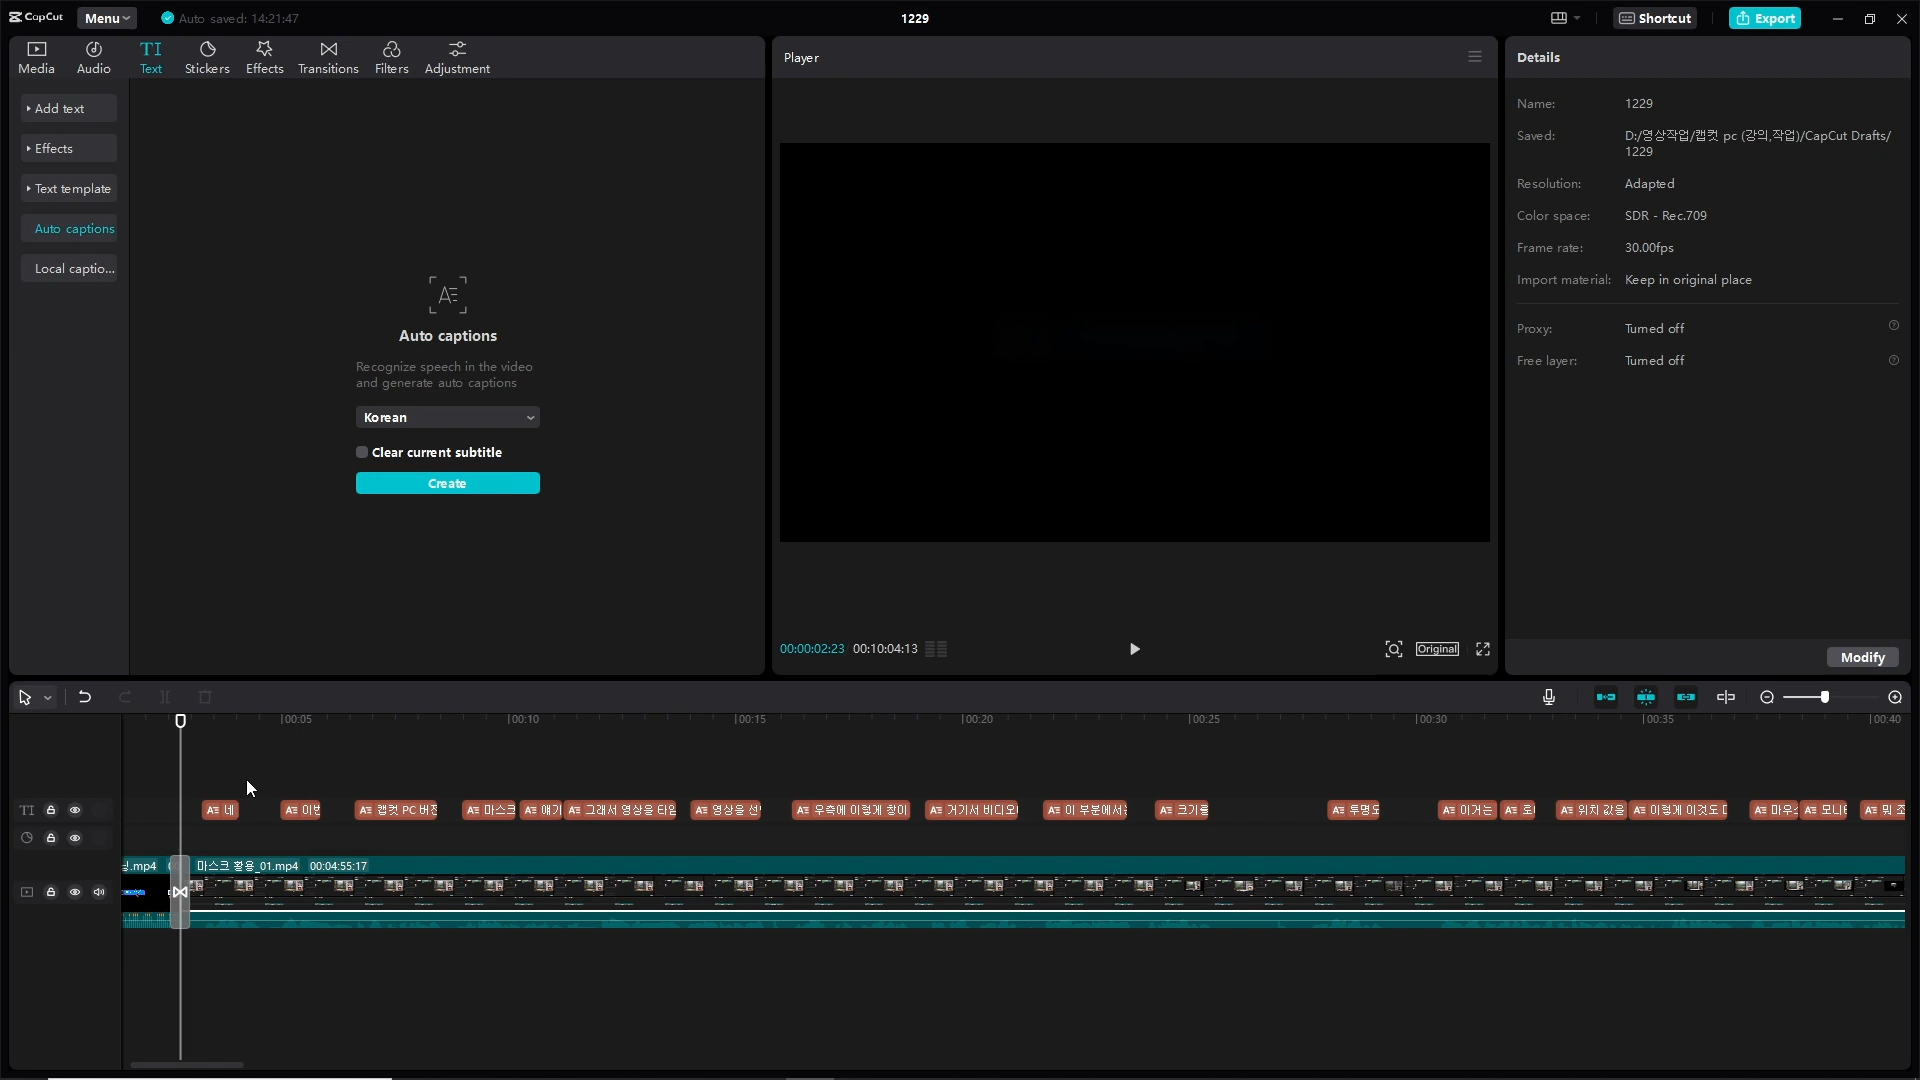 CapCut
Menu
Auto saved: 14:21:47
1229
Shortcut
Export
Media
Audio
TI
Text
Stickers
Effects
Transitions
Filters
Adjustment
Add text
Effects
Text template
Auto captions
Local captio...
Auto captions
Recognize speech in the video
and generate auto captions
Korean
Clear current subtitle
Create
Player
00:00:02:23
00:10:04:13
Original
Details
Name: 1229
Saved: D:/영상작업/캡컷 pc (강의,작업)/CapCut Drafts/
1229
Resolution: Adapted
Color space: SDR - Rec.709
Frame rate: 30.00fps
Import material: Keep in original place
Proxy: Turned off
Free layer: Turned off
Modify
00:05
00:10
00:15
00:20
00:25
00:30
00:35
00:40
네
이번
캡컷 PC 버전
마스크
얘기
그래서 영상을 타임
영상을 선
우측에 이렇게 창이
거기서 비디오
이 부분에서는
크기를
투명도
이거는
로
위치 값을
이렇게 이것도
마우스
모니터
뭐 조
.mp4
마스크 활용_01.mp4 00:04:55:17